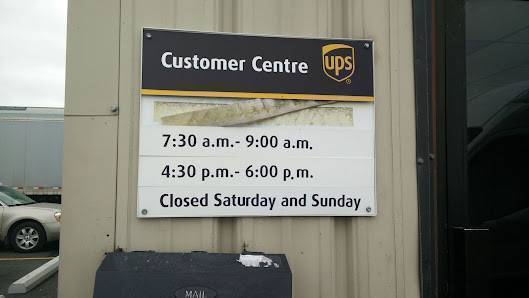 Customer Centre
ups
7:30 a.m.- 9:00 a.m.
4:30 p.m.- 6:00 p.m.
Closed Saturday and Sunday
MAIL